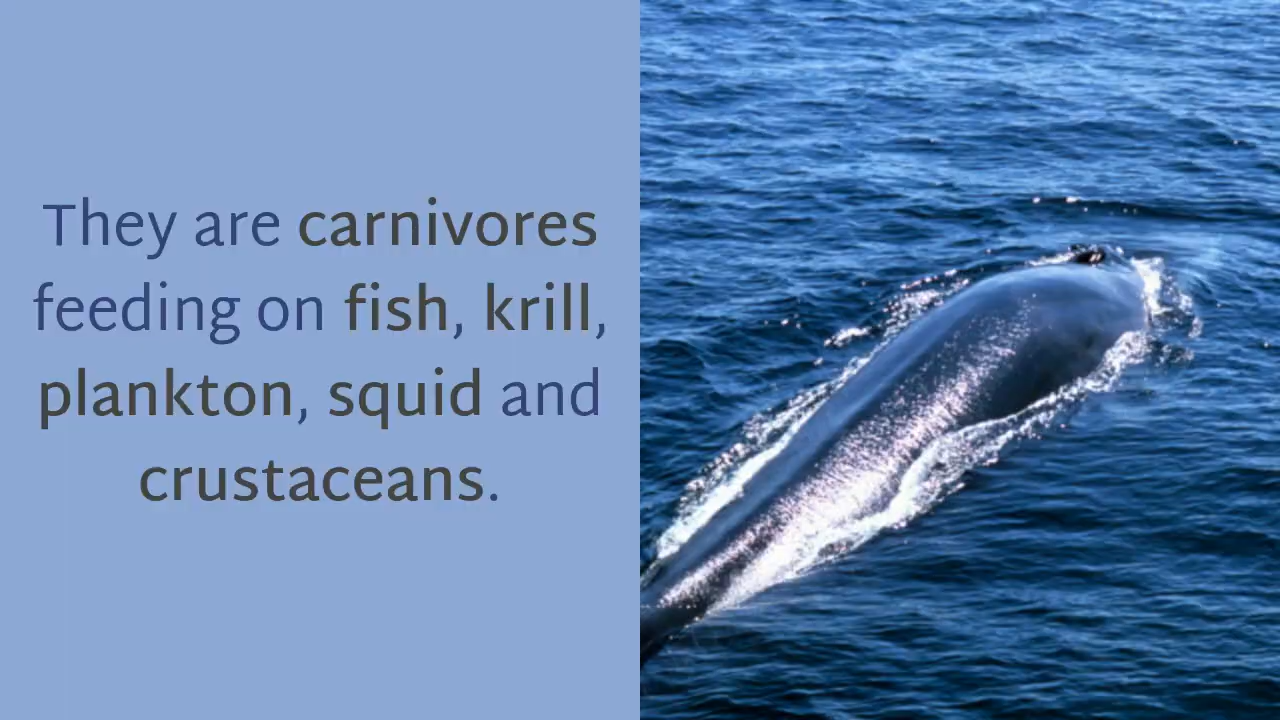 They are carnivores
feeding on fish, krill,
plankton, squid and
crustaceans.